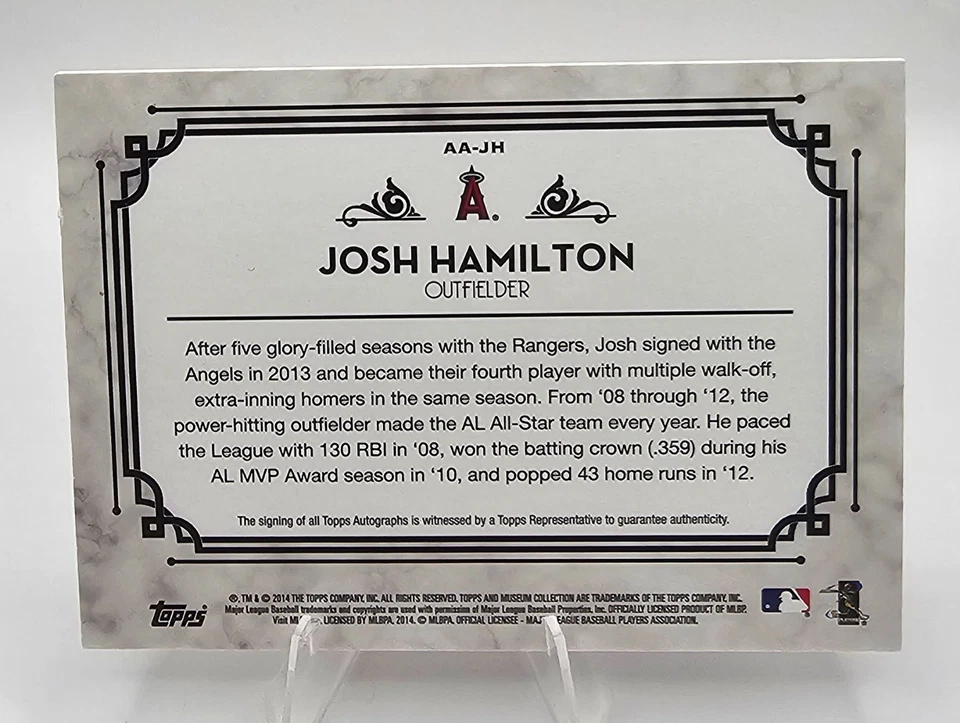 AA-JH
A
JOSH HAMILTON
OUTFIELDER
After five glory-filled seasons with the Rangers, Josh signed with the
Angels in 2013 and became their fourth player with multiple walk-off,
extra-inning homers in the same season. From ‘08 through ‘12, the
power-hitting outfielder made the AL All-Star team every year. He paced
the League with 130 RBI in ‘08, won the batting crown (.359) during his
AL MVP Award season in ‘10, and popped 43 home runs in ‘12.
The signing of all Topps Autographs is witnessed by a Topps Representative to guarantee authenticity.
topps
®, TM & © 2014 THE TOPPS COMPANY, INC. ALL RIGHTS RESERVED. TOPPS AND MUSEUM COLLECTION ARE TRADEMARKS OF THE TOPPS COMPANY, INC.
Major League Baseball trademarks and copyrights are used with permission of Major League Baseball Properties, Inc. OFFICIALLY LICENSED PRODUCT OF MLBP.
Visit LICENSED BY MLBPA, 2014. © MLBPA. OFFICIAL LICENSEE - MAJOR LEAGUE BASEBALL PLAYERS ASSOCIATION.